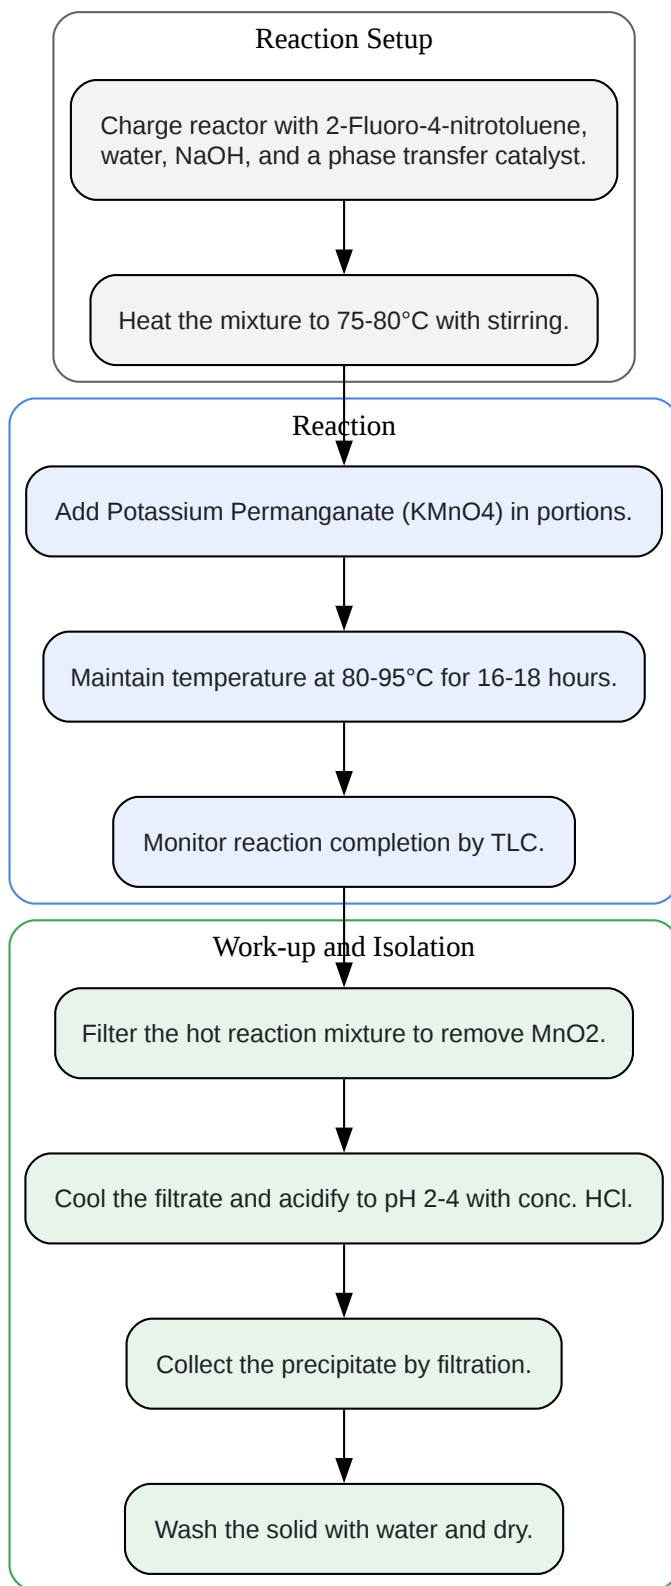 Reaction Setup
Charge reactor with 2-Fluoro-4-nitrotoluene,
water, NaOH, and a phase transfer catalyst.
Heat the mixture to 75-80°C with stirring.
Reaction
Add Potassium Permanganate (KMnO4) in portions.
Maintain temperature at 80-95°C for 16-18 hours.
Monitor reaction completion by TLC.
Work-up and Isolation
Filter the hot reaction mixture to remove MnO2.
Cool the filtrate and acidify to pH 2-4 with conc. HCl.
Collect the precipitate by filtration.
Wash the solid with water and dry.